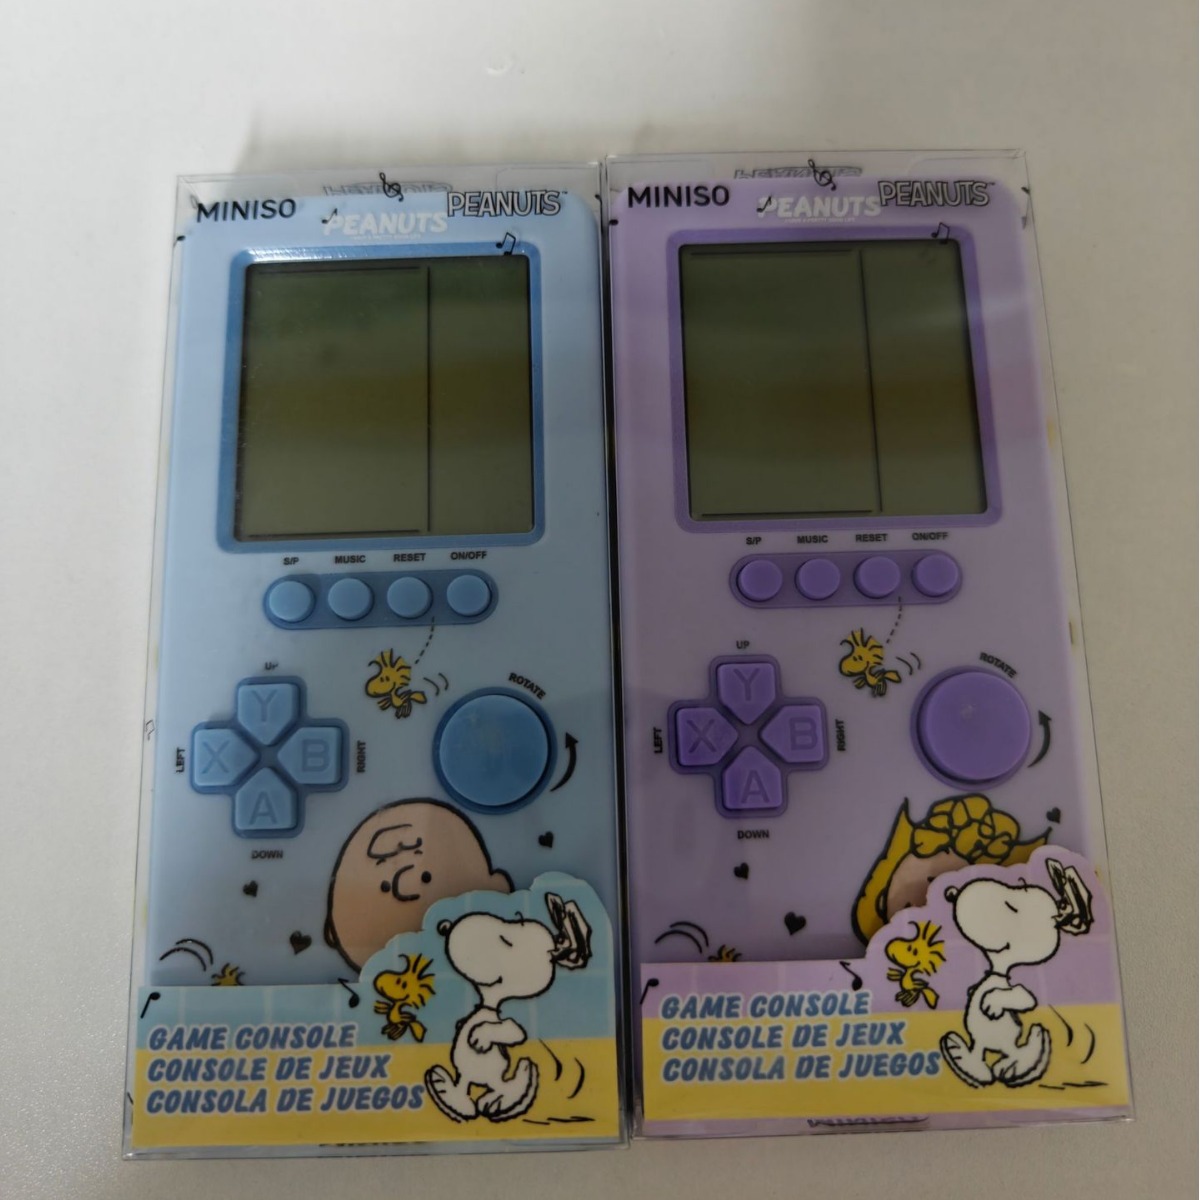 MINISO
PEANUTS™
PEANUTS
S/P MUSIC RESET ON/OFF
UP
Y
LEFT X B RIGHT
A
DOWN
ROTATE
GAME CONSOLE
CONSOLE DE JEUX
CONSOLA DE JUEGOS
MINISO
PEANUTS™
PEANUTS
S/P MUSIC RESET ON/OFF
UP
Y
LEFT X B RIGHT
A
DOWN
ROTATE
GAME CONSOLE
CONSOLE DE JEUX
CONSOLA DE JUEGOS